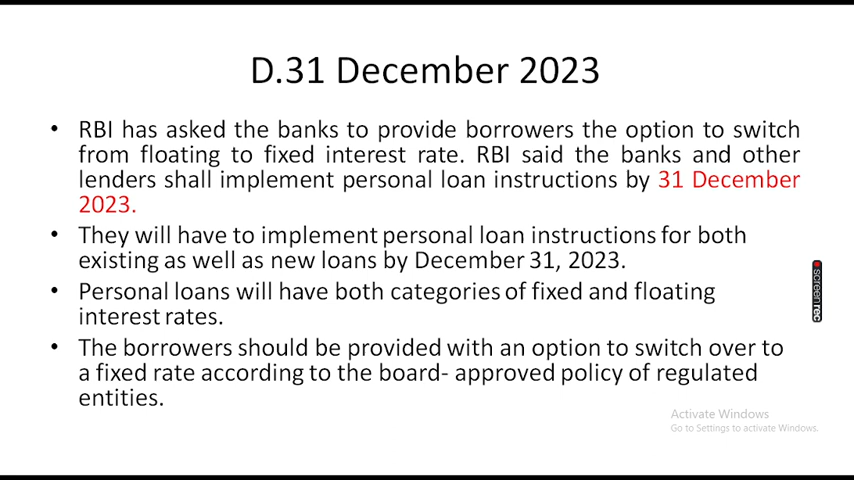 D.31 December 2023
• RBI has asked the banks to provide borrowers the option to switch
from floating to fixed interest rate. RBI said the banks and other
lenders shall implement personal loan instructions by 31 December
2023.
• They will have to implement personal loan instructions for both
existing as well as new loans by December 31, 2023.
• Personal loans will have both categories of fixed and floating
interest rates.
• The borrowers should be provided with an option to switch over to
a fixed rate according to the board- approved policy of regulated
entities.
screenrec
Activate Windows
Go to Settings to activate Windows.